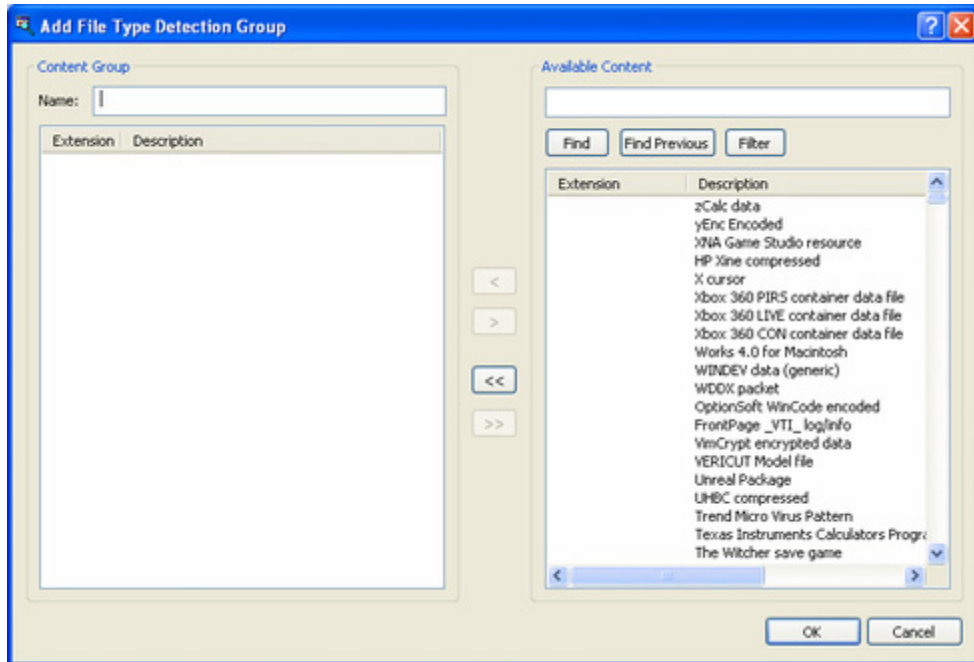 Add File Type Detection Group
Content Group
Name:
Extension Description
<
>
<<
>>
Available Content
Find Find Previous Filter
Extension Description
zCalc data
yEnc Encoded
XNA Game Studio resource
HP Xine compressed
X cursor
Xbox 360 PIRS container data file
Xbox 360 LIVE container data file
Xbox 360 CON container data file
Works 4.0 for Macintosh
WINDEV data (generic)
WDDX packet
OptionSoft WinCode encoded
FrontPage _VTI_ log/info
VimCrypt encrypted data
VERICUT Model file
Unreal Package
UHBC compressed
Trend Micro Virus Pattern
Texas Instruments Calculators Progra
The Witcher save game
OK Cancel